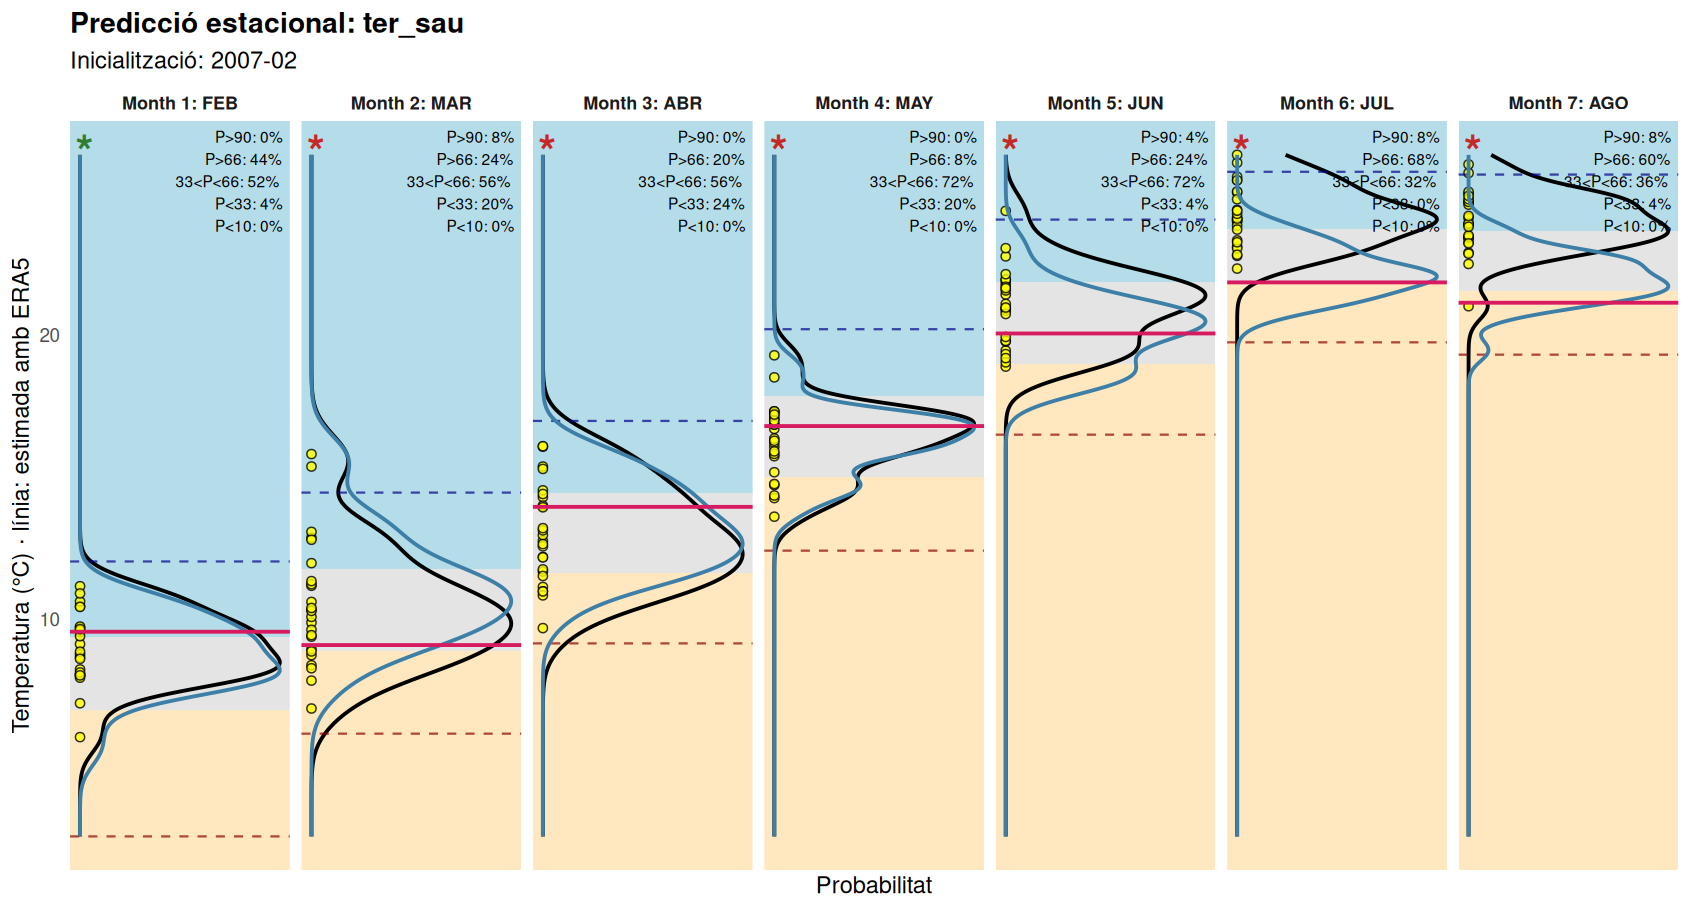 Predicció estacional: ter_sau
Inicialització: 2007-02
Month 1: FEB
Month 2: MAR
Month 3: ABR
Month 4: MAY
Month 5: JUN
Month 6: JUL
Month 7: AGO
*
P>90: 0%
P>66: 44%
33<P<66: 52%
P<33: 4%
P<10: 0%
*
P>90: 8%
P>66: 24%
33<P<66: 56%
P<33: 20%
P<10: 0%
*
P>90: 0%
P>66: 20%
33<P<66: 56%
P<33: 24%
P<10: 0%
*
P>90: 0%
P>66: 8%
33<P<66: 72%
P<33: 20%
P<10: 0%
*
P>90: 4%
P>66: 24%
33<P<66: 72%
P<33: 4%
P<10: 0%
*
P>90: 8%
P>66: 68%
33<P<66: 32%
P<33: 0%
P<10: 0%
*
P>90: 8%
P>66: 60%
33<P<66: 36%
P<33: 4%
P<10: 0%
20
10
Temperatura (°C) · línia: estimada amb ERA5
Probabilitat